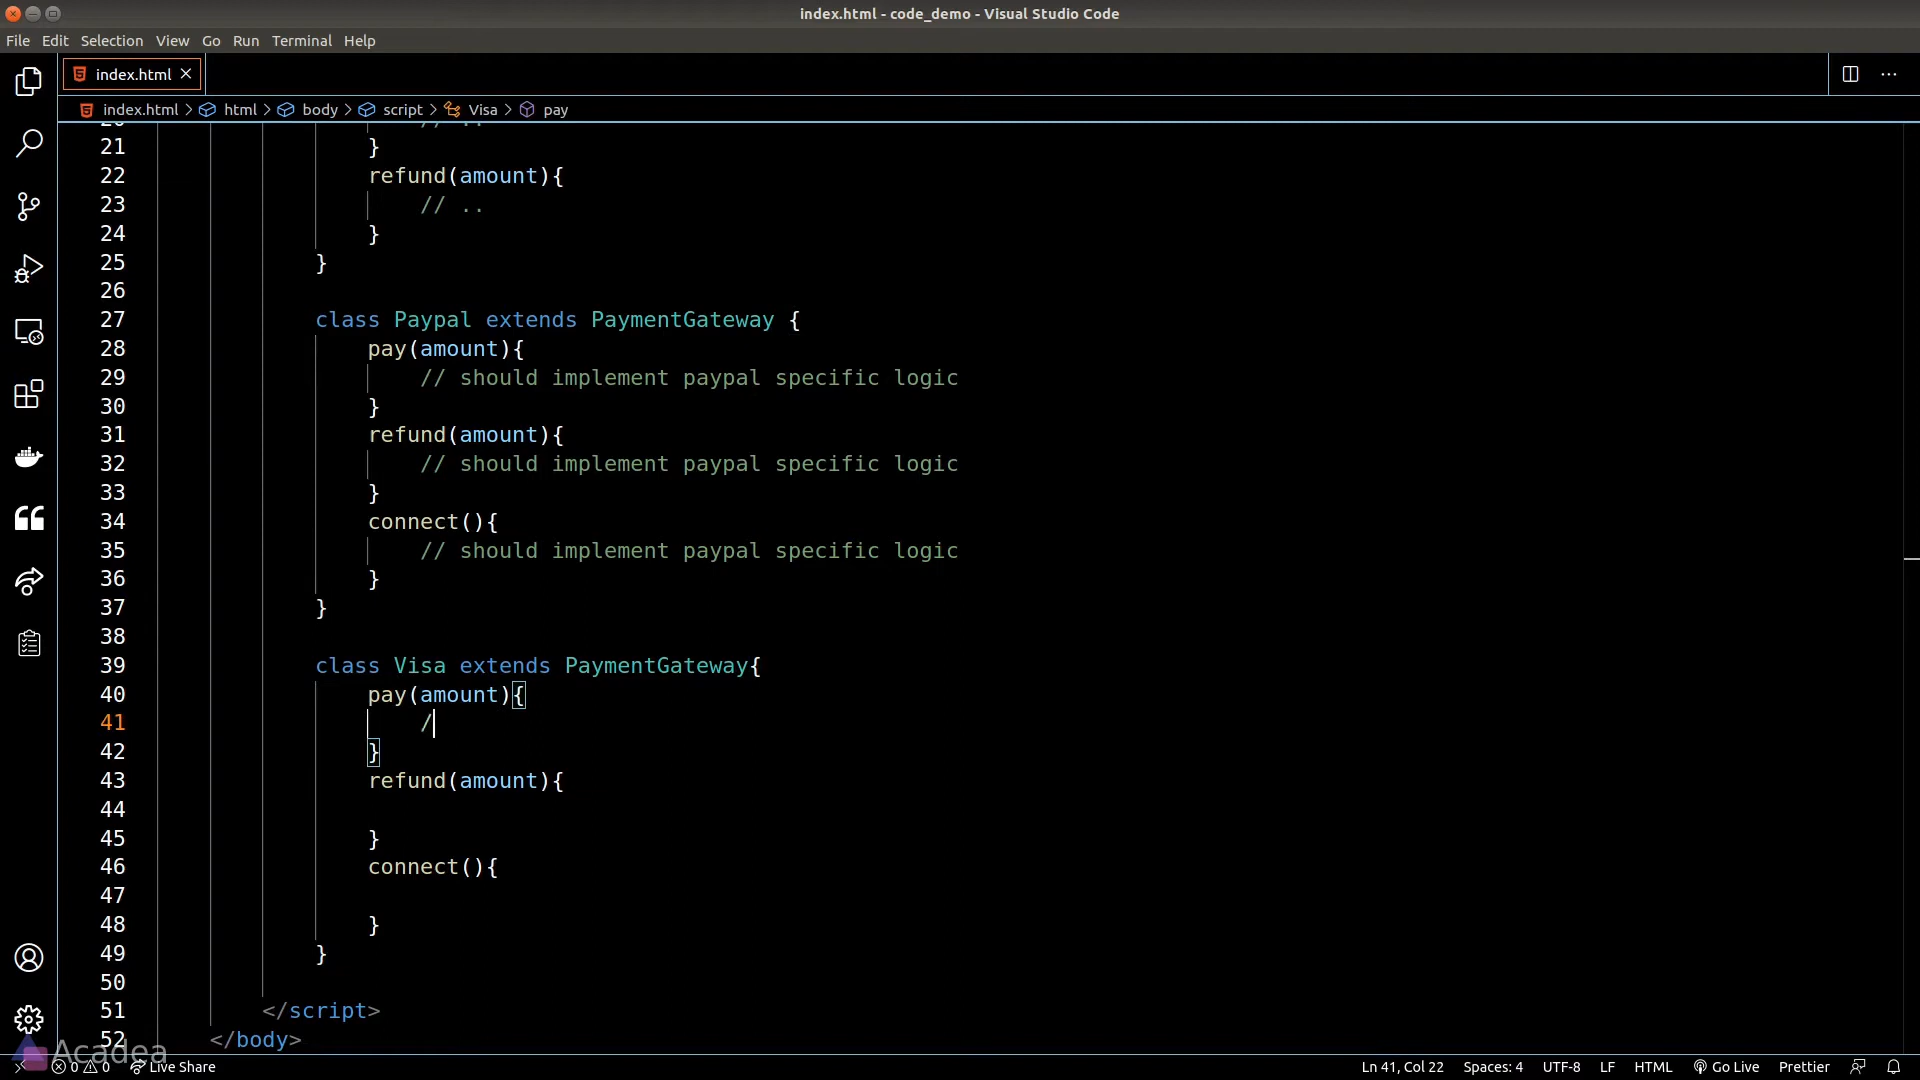 index.html - code_demo - Visual Studio Code
File Edit Selection View Go Run Terminal Help
index.html
index.html > html > body > script > Visa > pay
20 // ..
21 }
22 refund(amount){
23 // ..
24 }
25 }
26
27 class Paypal extends PaymentGateway {
28 pay(amount){
29 // should implement paypal specific logic
30 }
31 refund(amount){
32 // should implement paypal specific logic
33 }
34 connect(){
35 // should implement paypal specific logic
36 }
37 }
38
39 class Visa extends PaymentGateway{
40 pay(amount){
41 /
42 }
43 refund(amount){
44
45 }
46 connect(){
47
48 }
49 }
50
51 </script>
52 </body>
Acadea
0 0 Live Share Ln 41, Col 22 Spaces: 4 UTF-8 LF HTML Go Live Prettier